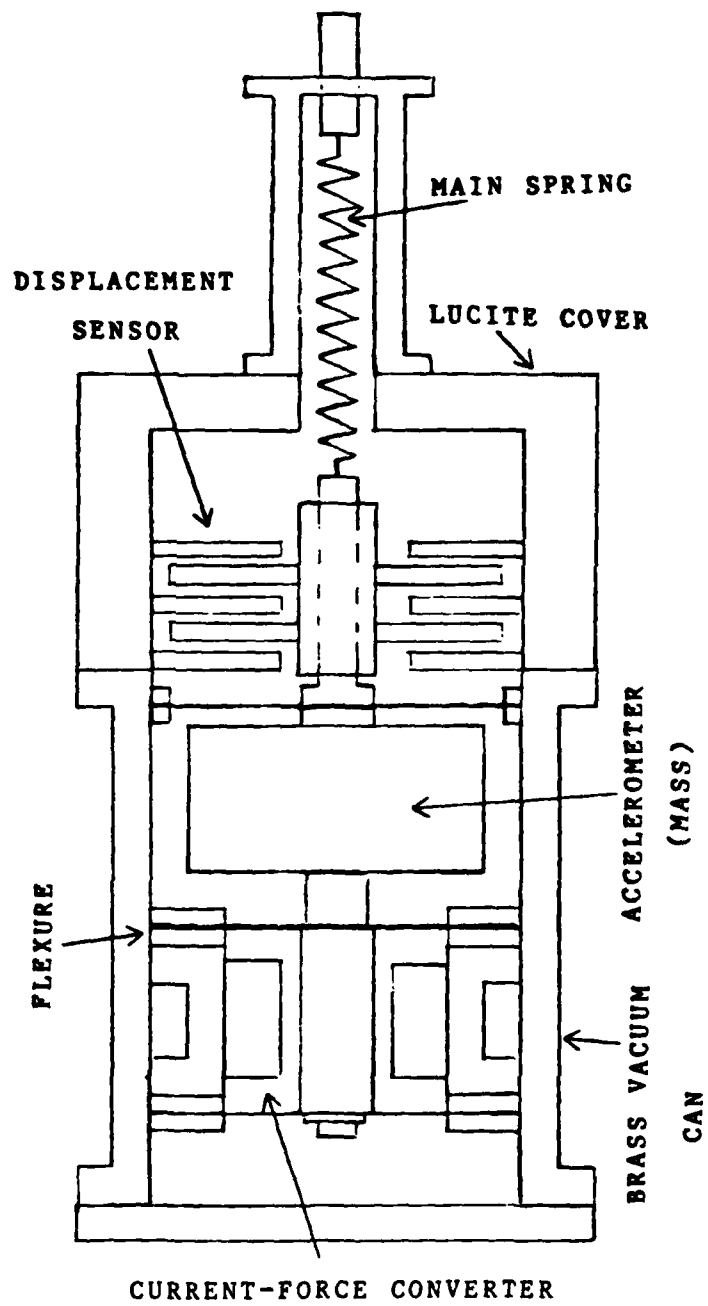 MAIN SPRING
DISPLACEMENT
SENSOR
LUCITE COVER
ACCELEROMETER
(MASS)
FLEXURE
BRASS VACUUM
CAN
CURRENT-FORCE CONVERTER